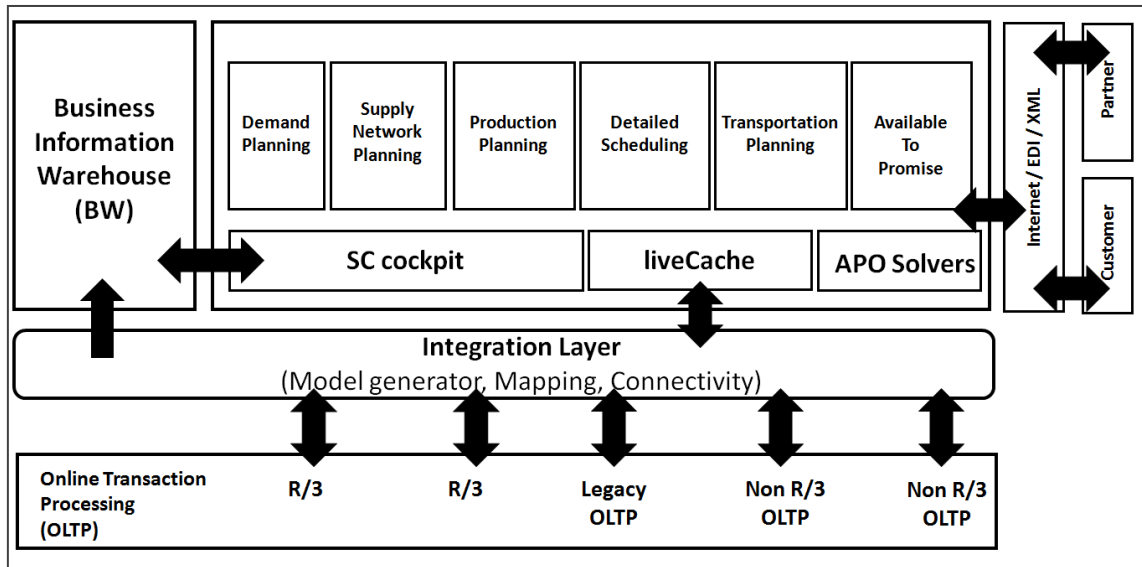 Business
Information
Warehouse
(BW)
Demand
Planning
Supply
Network
Planning
Production
Planning
Detailed
Scheduling
Transportation
Planning
Available
To
Promise
SC cockpit
liveCache
APO Solvers
Internet / EDI / XML
Partner
Customer
Integration Layer
(Model generator, Mapping, Connectivity)
Online Transaction
Processing
(OLTP)
R/3
R/3
Legacy
OLTP
Non R/3
OLTP
Non R/3
OLTP